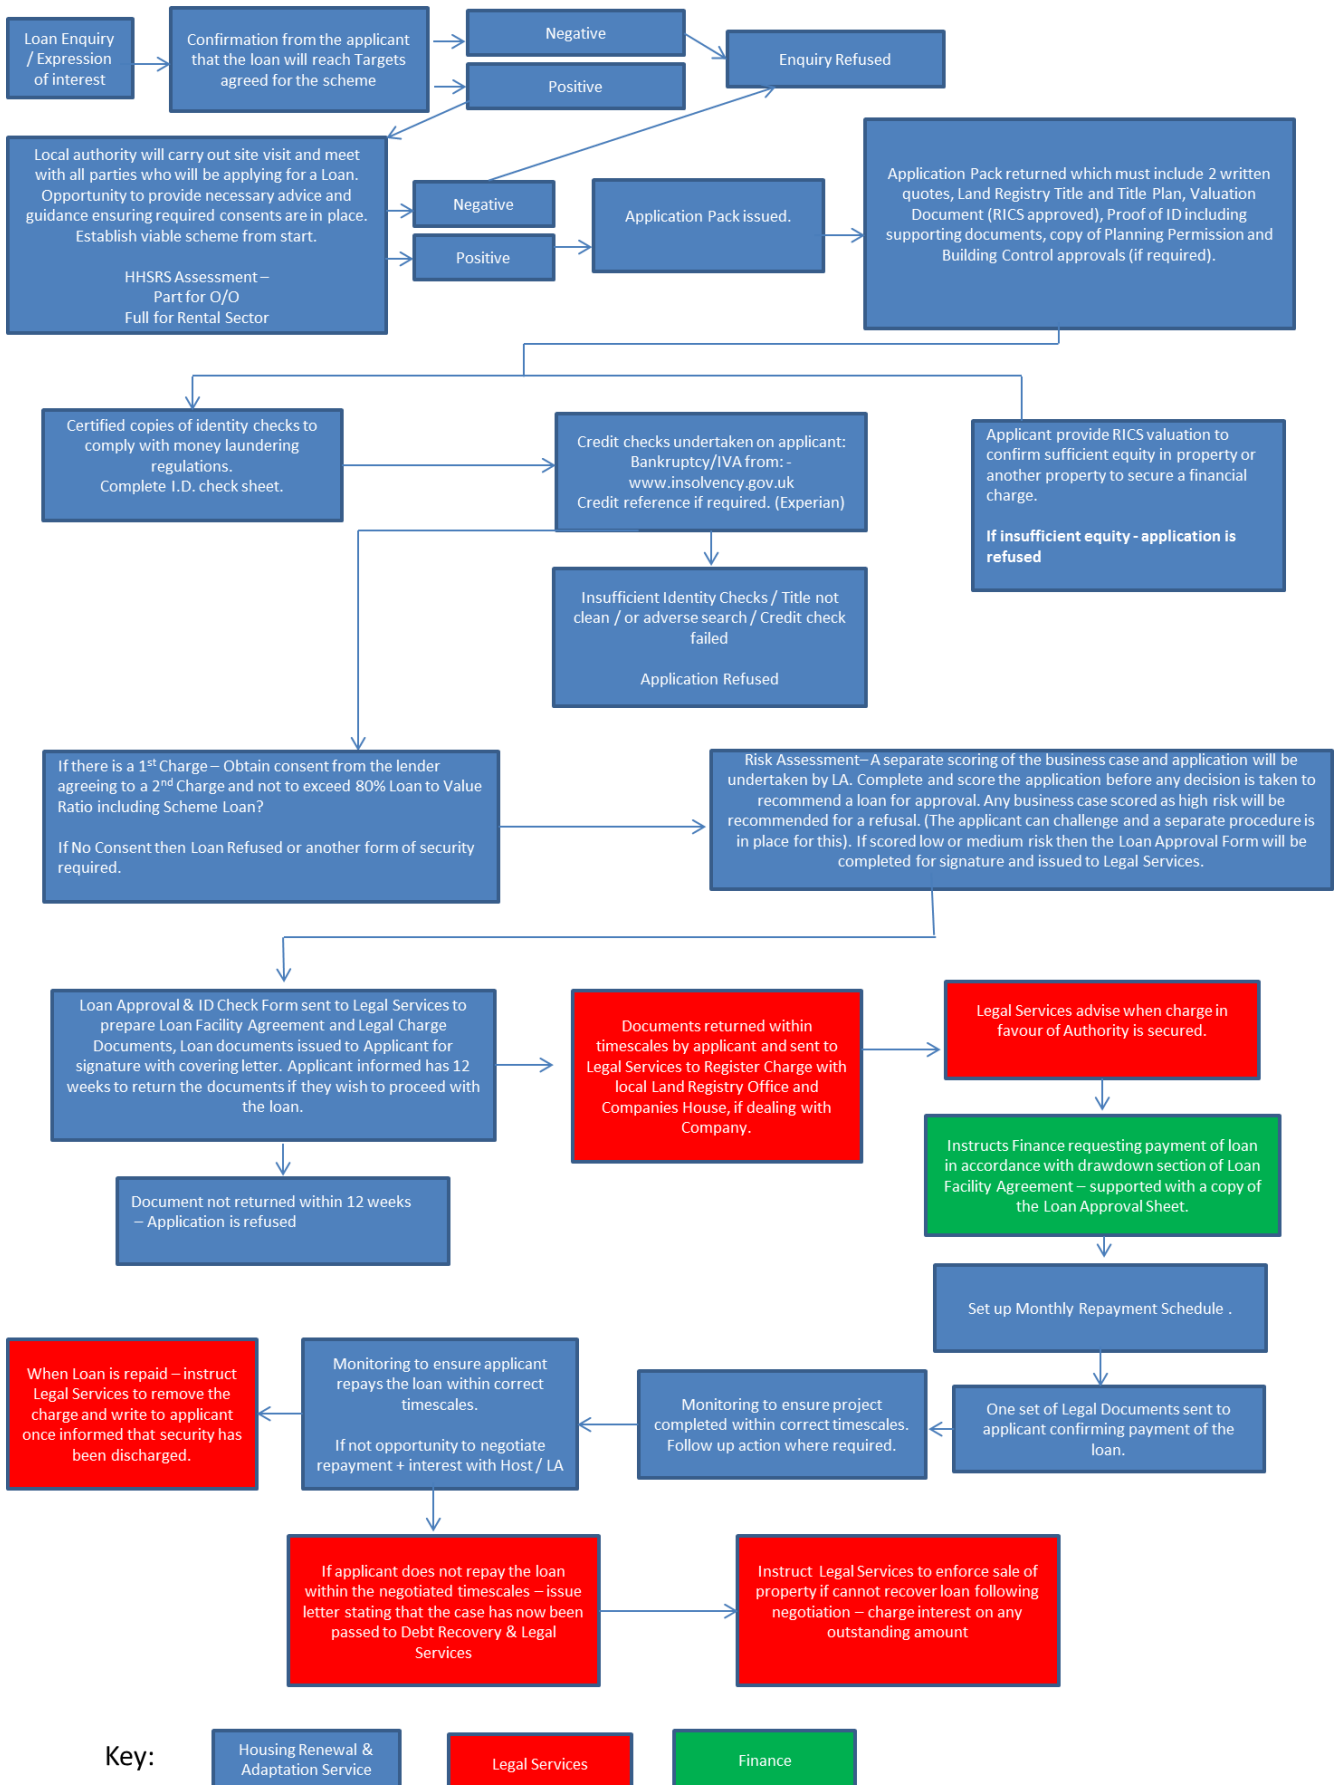 Loan Enquiry
/ Expression
of interest
Confirmation from the applicant
that the loan will reach Targets
agreed for the scheme
Negative
Positive
Enquiry Refused
Local authority will carry out site visit and meet
with all parties who will be applying for a Loan.
Opportunity to provide necessary advice and
guidance ensuring required consents are in place.
Establish viable scheme from start.
HHSRS Assessment –
Part for O/O
Full for Rental Sector
Negative
Positive
Application Pack issued.
Application Pack returned which must include 2 written
quotes, Land Registry Title and Title Plan, Valuation
Document (RICS approved), Proof of ID including
supporting documents, copy of Planning Permission and
Building Control approvals (if required).
Certified copies of identity checks to
comply with money laundering
regulations.
Complete I.D. check sheet.
Credit checks undertaken on applicant:
Bankruptcy/IVA from: -
www.insolvency.gov.uk
Credit reference if required. (Experian)
Applicant provide RICS valuation to
confirm sufficient equity in property or
another property to secure a financial
charge.
If insufficient equity - application is
refused
Insufficient Identity Checks / Title not
clean / or adverse search / Credit check
failed
Application Refused
If there is a 1st Charge – Obtain consent from the lender
agreeing to a 2nd Charge and not to exceed 80% Loan to Value
Ratio including Scheme Loan?
If No Consent then Loan Refused or another form of security
required.
Risk Assessment– A separate scoring of the business case and application will be
undertaken by LA. Complete and score the application before any decision is taken to
recommend a loan for approval. Any business case scored as high risk will be
recommended for a refusal. (The applicant can challenge and a separate procedure is
in place for this). If scored low or medium risk then the Loan Approval Form will be
completed for signature and issued to Legal Services.
Loan Approval & ID Check Form sent to Legal Services to
prepare Loan Facility Agreement and Legal Charge
Documents, Loan documents issued to Applicant for
signature with covering letter. Applicant informed has 12
weeks to return the documents if they wish to proceed with
the loan.
Documents returned within
timescales by applicant and sent to
Legal Services to Register Charge with
local Land Registry Office and
Companies House, if dealing with
Company.
Legal Services advise when charge in
favour of Authority is secured.
Document not returned within 12 weeks
– Application is refused
Instructs Finance requesting payment of loan
in accordance with drawdown section of Loan
Facility Agreement – supported with a copy of
the Loan Approval Sheet.
Set up Monthly Repayment Schedule .
When Loan is repaid – instruct
Legal Services to remove the
charge and write to applicant
once informed that security has
been discharged.
Monitoring to ensure applicant
repays the loan within correct
timescales.
If not opportunity to negotiate
repayment + interest with Host / LA
Monitoring to ensure project
completed within correct timescales.
Follow up action where required.
One set of Legal Documents sent to
applicant confirming payment of the
loan.
If applicant does not repay the loan
within the negotiated timescales – issue
letter stating that the case has now been
passed to Debt Recovery & Legal
Services
Instruct Legal Services to enforce sale of
property if cannot recover loan following
negotiation – charge interest on any
outstanding amount
Key:
Housing Renewal &
Adaptation Service
Legal Services
Finance